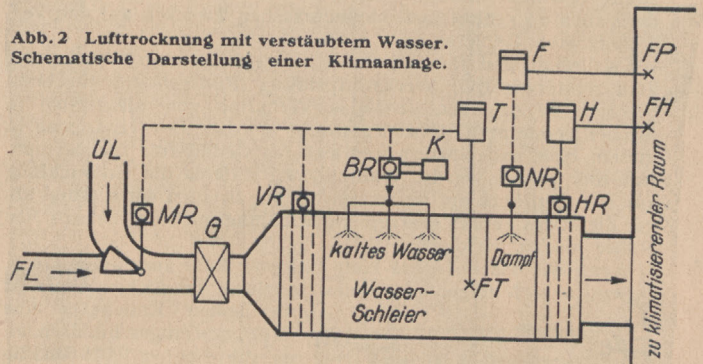 Abb. 2 Lufttrocknung mit verstäubtem Wasser.
Schematische Darstellung einer Klimaanlage.
F
FP
T
H
FH
UL
K
BR
MR
VR
NR
HR
θ
FL
kaltes Wasser
Dampf
Wasser-
Schleier
FT
zu klimatisierender Raum